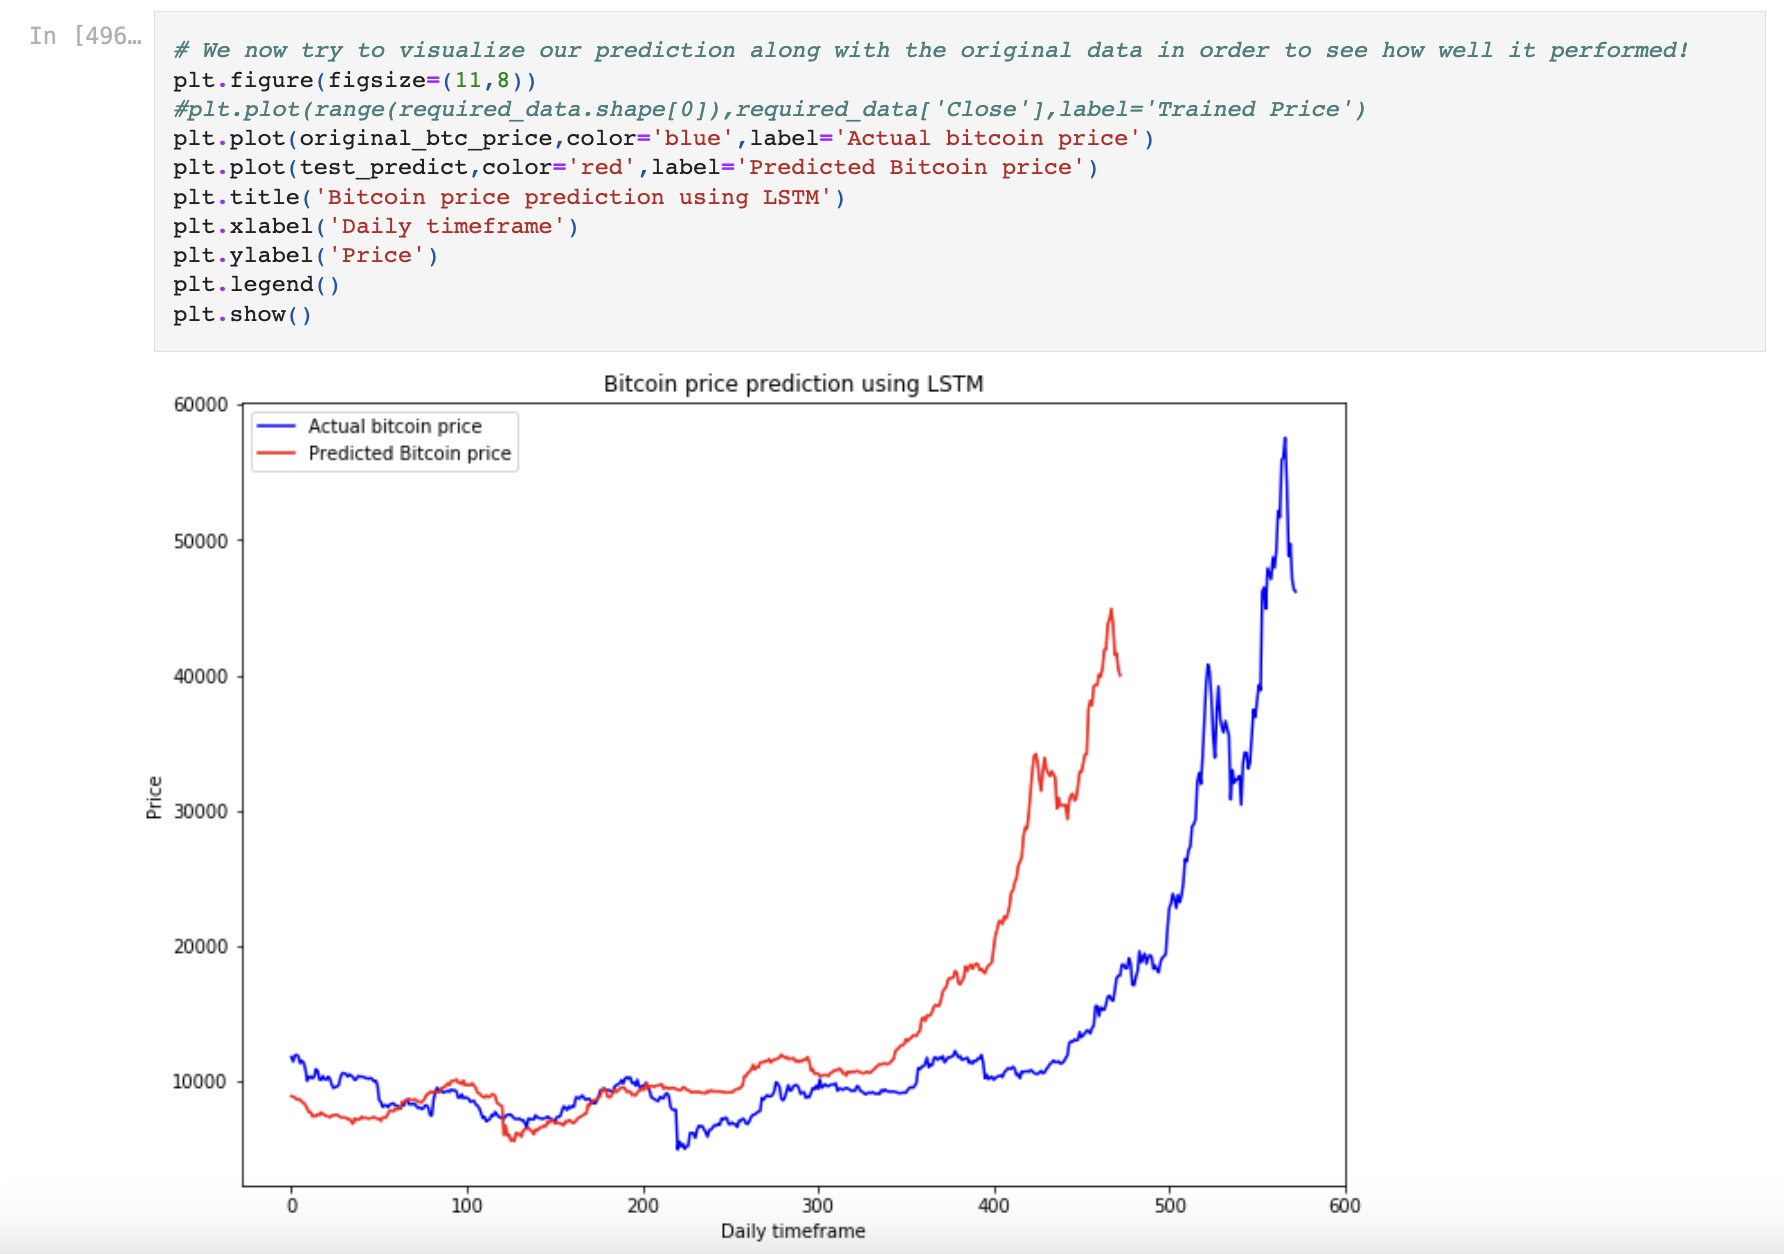 In [496…
# We now try to visualize our prediction along with the original data in order to see how well it performed!
plt.figure(figsize=(11,8))
#plt.plot(range(required_data.shape[0]),required_data['Close'],label='Trained Price')
plt.plot(original_btc_price,color='blue',label='Actual bitcoin price')
plt.plot(test_predict,color='red',label='Predicted Bitcoin price')
plt.title('Bitcoin price prediction using LSTM')
plt.xlabel('Daily timeframe')
plt.ylabel('Price')
plt.legend()
plt.show()
Bitcoin price prediction using LSTM
Actual bitcoin price
Predicted Bitcoin price
60000
50000
40000
30000
20000
10000
Price
0 100 200 300 400 500 600
Daily timeframe